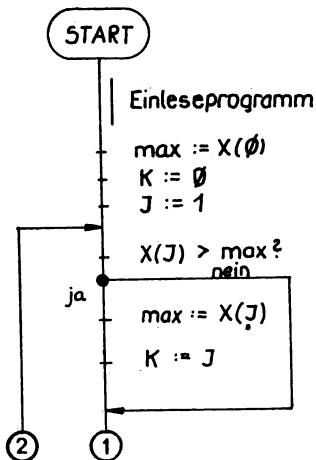 START
Einleseprogramm
max := X(Ø)
K := Ø
J := 1
X(J) > max?
nein
ja
max := X(J)
K := J
2
1